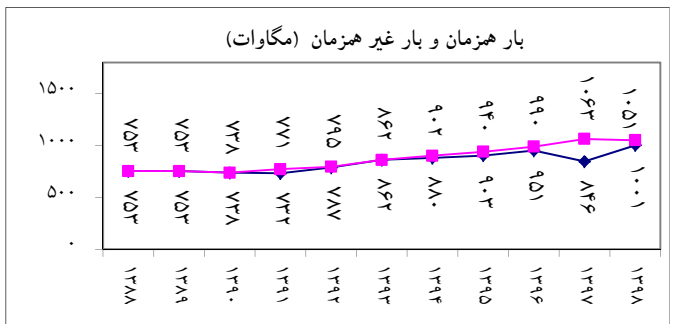 بار همزمان و بار غیر همزمان (مگاوات)
۱۵۰۰
۱۰۰۰
۵۰۰
۰
۷۵۳ ۷۵۳ ۷۳۸ ۷۷۱ ۷۹۵ ۸۶۲ ۹۰۲ ۹۴۰ ۹۹۰ ۱۰۶۳ ۱۰۵۱
۷۵۳ ۷۵۳ ۷۳۸ ۷۳۲ ۷۸۷ ۸۶۲ ۸۸۰ ۹۰۳ ۹۵۱ ۸۴۶ ۱۰۰۱
۱۳۸۸ ۱۳۸۹ ۱۳۹۰ ۱۳۹۱ ۱۳۹۲ ۱۳۹۳ ۱۳۹۴ ۱۳۹۵ ۱۳۹۶ ۱۳۹۷ ۱۳۹۸